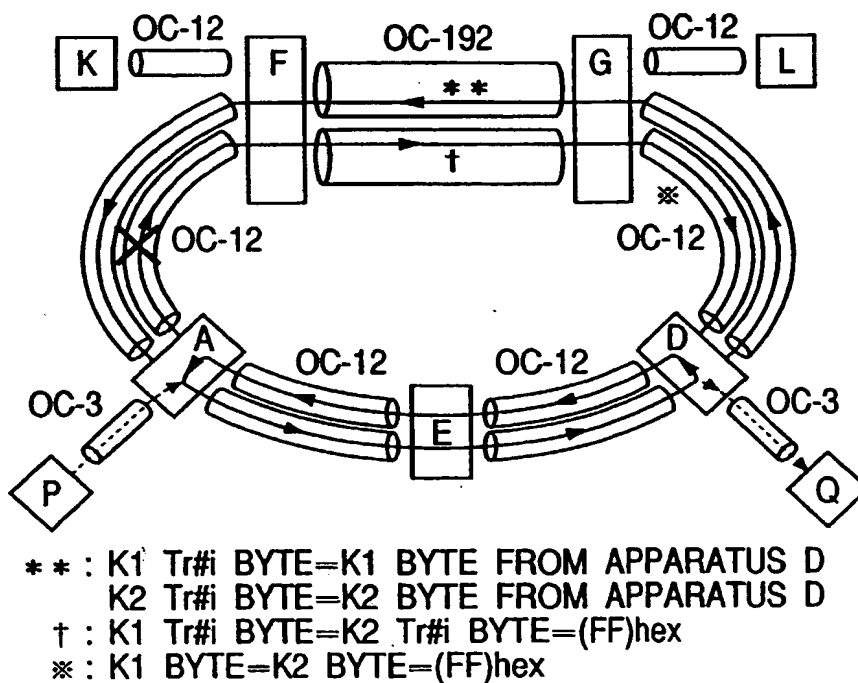 OC-12 OC-192 OC-12
K F G L
* *
†
※
OC-12 OC-12
A OC-12 OC-12 D
OC-3 E OC-3
P Q
* * : K1 Tr#i BYTE=K1 BYTE FROM APPARATUS D
K2 Tr#i BYTE=K2 BYTE FROM APPARATUS D
† : K1 Tr#i BYTE=K2 Tr#i BYTE=(FF)hex
※ : K1 BYTE=K2 BYTE=(FF)hex